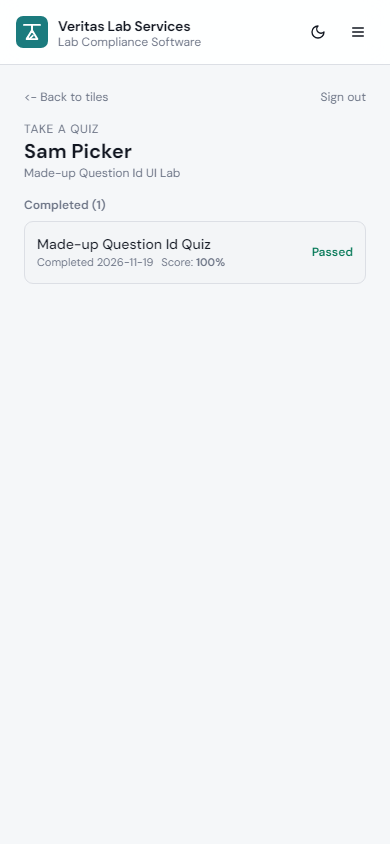 Veritas Lab Services
Lab Compliance Software
<- Back to tiles
Sign out
TAKE A QUIZ
Sam Picker
Made-up Question Id UI Lab
Completed (1)
Made-up Question Id Quiz
Completed 2026-11-19 Score: 100%
Passed